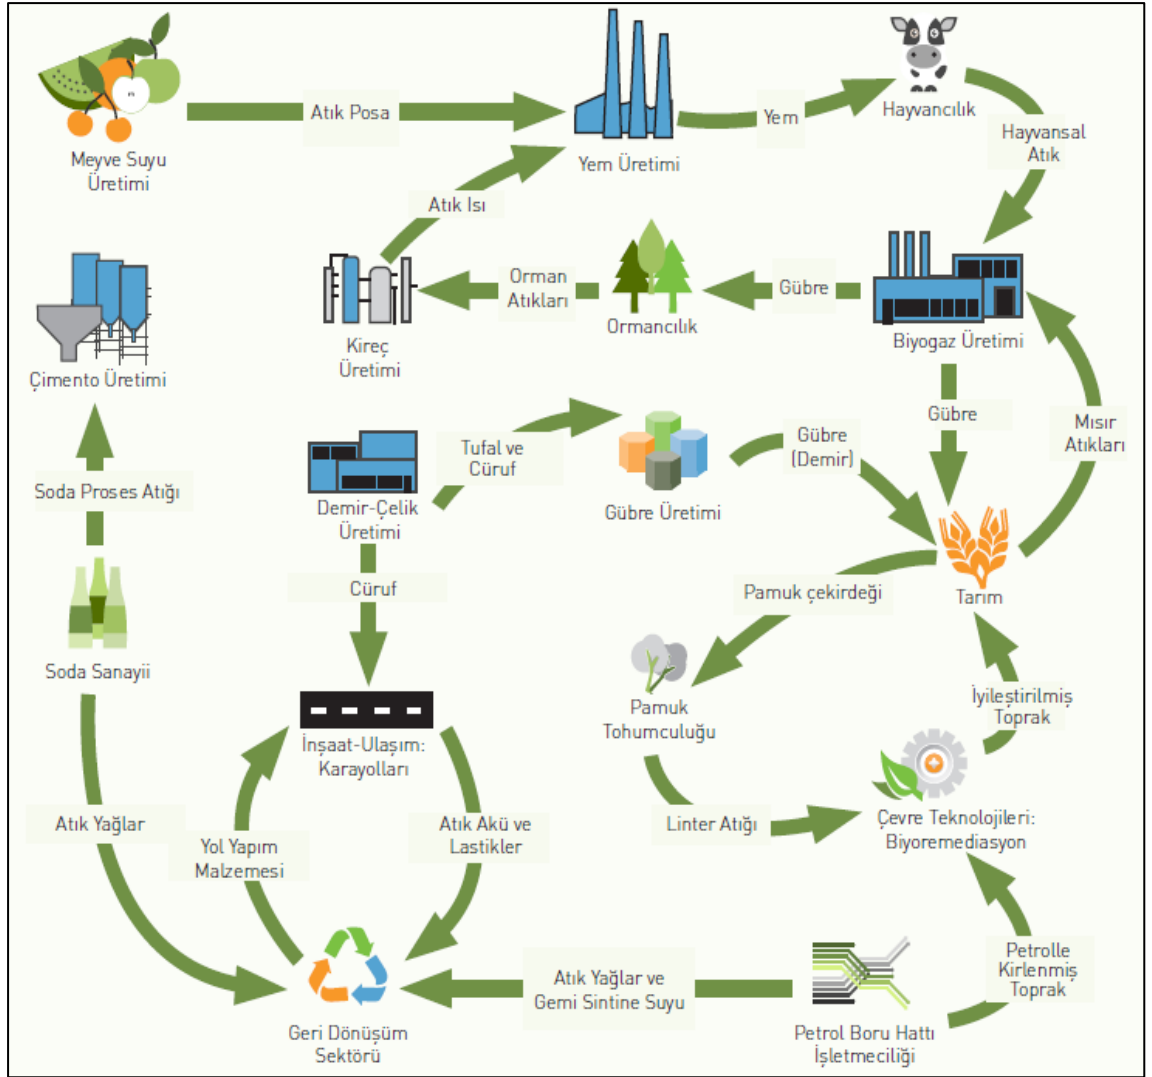 Atık Posa
Yem
Hayvancılık
Meyve Suyu
Üretimi
Yem Üretimi
Hayvansal
Atık
Atık Isı
Orman
Atıkları
Gübre
Ormancılık
Kireç
Üretimi
Biyogaz Üretimi
Çimento Üretimi
Gübre
Mısır
Atıkları
Tufal ve
Cüruf
Gübre
(Demir)
Soda Proses Atığı
Demir-Çelik
Üretimi
Gübre Üretimi
Cüruf
Pamuk çekirdeği
Tarım
Soda Sanayii
Pamuk
Tohumculuğu
İyileştirilmiş
Toprak
İnşaat-Ulaşım:
Karayolları
Atık Yağlar
Yol Yapım
Malzemesi
Atık Akü ve
Lastikler
Linter Atığı
Çevre Teknolojileri:
Biyoremediasyon
Atık Yağlar ve
Gemi Sintine Suyu
Petrolle
Kirlenmiş
Toprak
Geri Dönüşüm
Sektörü
Petrol Boru Hattı
İşletmeciliği